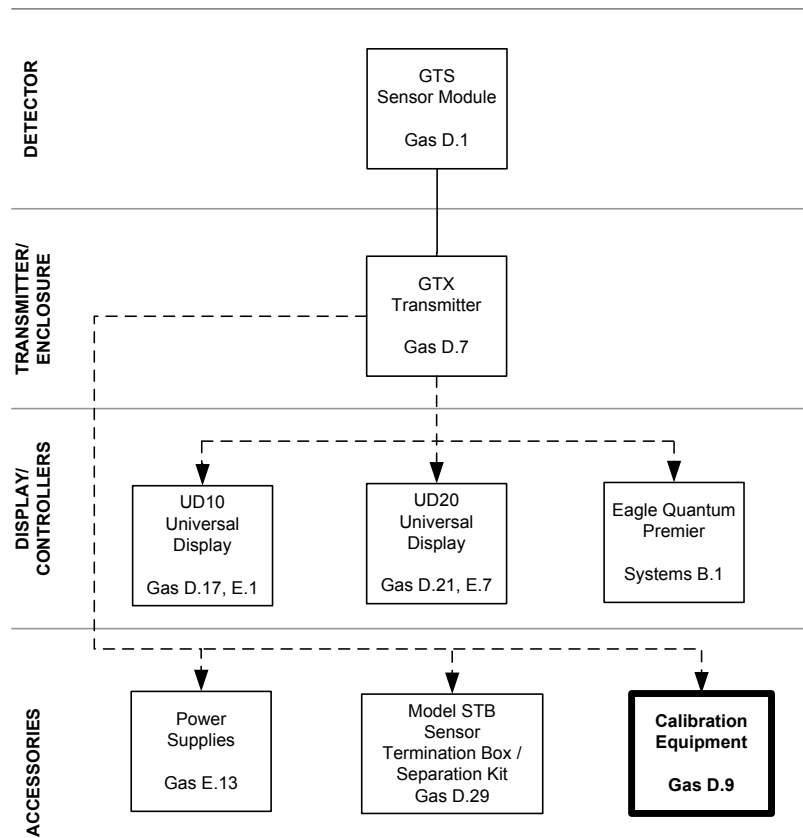 DETECTOR
GTS
Sensor Module
Gas D.1
TRANSMITTER/
ENCLOSURE
GTX
Transmitter
Gas D.7
DISPLAY/
CONTROLLERS
UD10
Universal
Display
Gas D.17, E.1
UD20
Universal
Display
Gas D.21, E.7
Eagle Quantum
Premier
Systems B.1
ACCESSORIES
Power
Supplies
Gas E.13
Model STB
Sensor
Termination Box /
Separation Kit
Gas D.29
Calibration
Equipment
Gas D.9